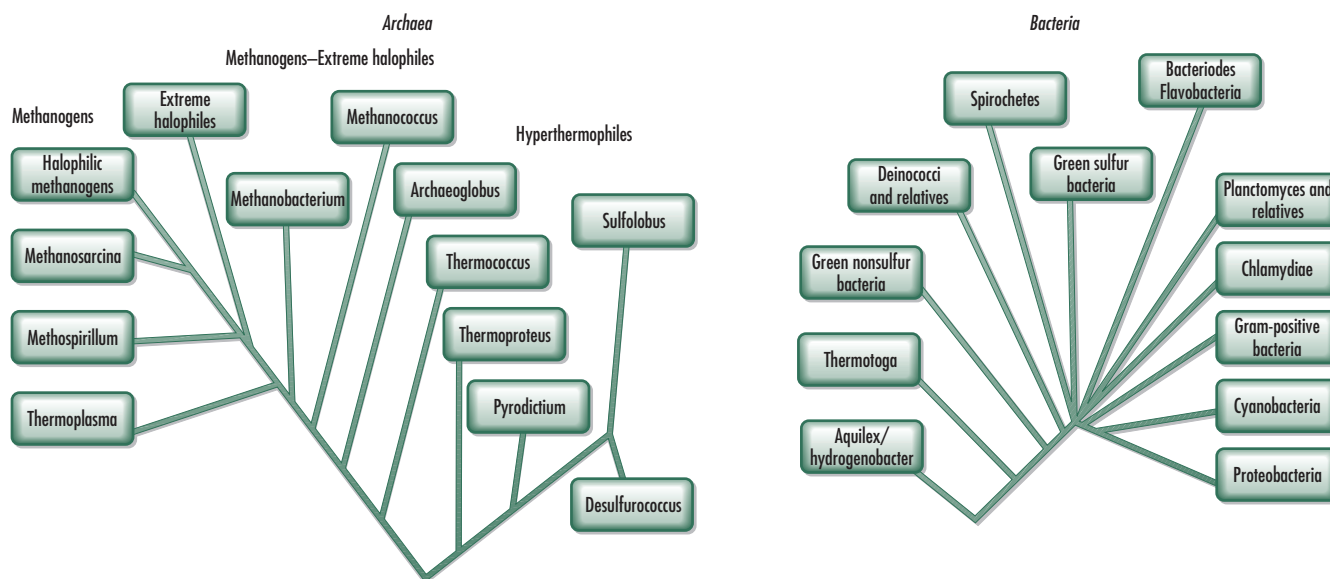 Archaea
Methanogens–Extreme halophiles
Methanogens
Extreme
halophiles
Methanococcus
Hyperthermophiles
Halophilic
methanogens
Methanobacterium
Archaeoglobus
Sulfolobus
Methanosarcina
Thermococcus
Methospirillum
Thermoproteus
Thermoplasma
Pyrodictium
Desulfurococcus
Bacteria
Spirochetes
Bacteriodes
Flavobacteria
Deinococci
and relatives
Green sulfur
bacteria
Planctomyces and
relatives
Green nonsulfur
bacteria
Chlamydiae
Thermotoga
Gram-positive
bacteria
Cyanobacteria
Aquilex/
hydrogenobacter
Proteobacteria